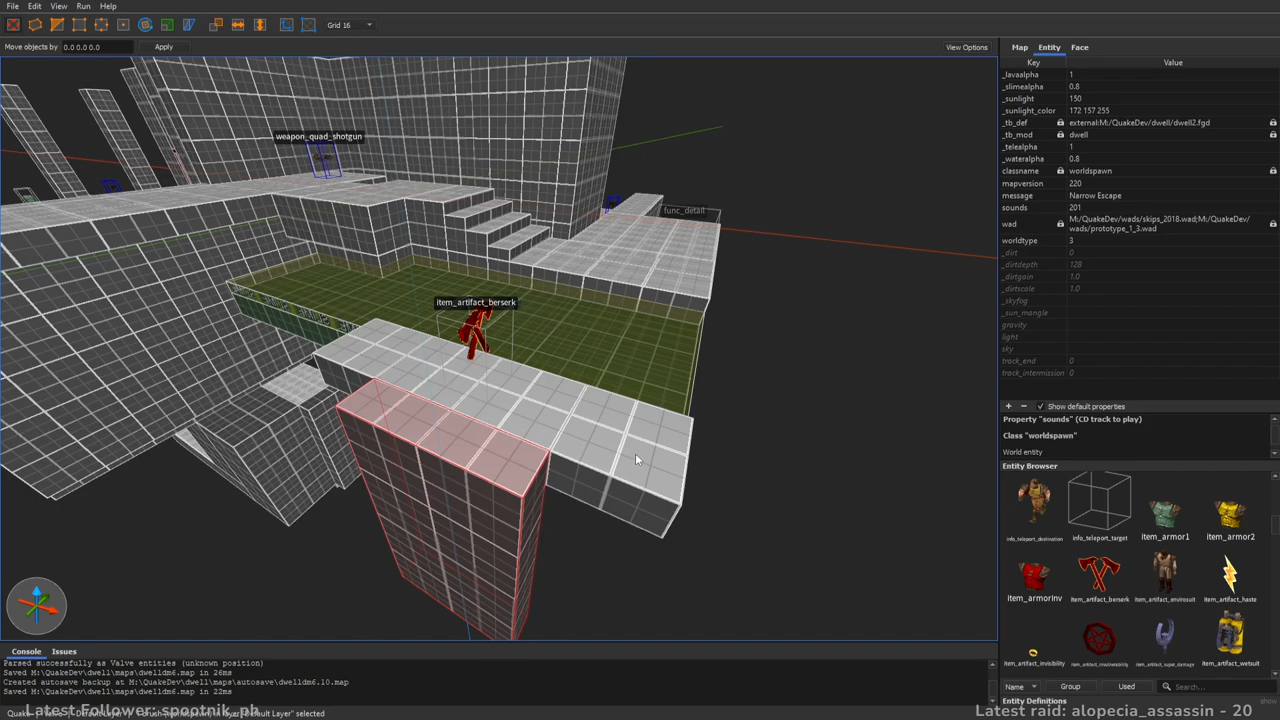 File Edit View Run Help
Grid 16
Move objects by 0.0 0.0 0.0 Apply View Options
Map Entity Face
Key Value
_lavaalpha 1
_slimealpha 0.8
_sunlight 150
_sunlight_color 172 157 255
_tb_def external:M:/QuakeDev/dwell/dwell2.fgd
_tb_mod dwell
_telealpha 1
_wateralpha 0.8
classname worldspawn
mapversion 220
message Narrow Escape
sounds 201
wad M:/QuakeDev/wads/skips_2018.wad;M:/QuakeDev/
wads/prototype_1_3.wad
worldtype 3
_dirt 0
_dirtdepth 128
_dirtgain 1.0
_dirtscale 1.0
_skyfog
_sun_mangle
gravity
light
sky
track_end 0
track_intermission 0
Show default properties
Property "sounds" (CD track to play)
Class "worldspawn"
World entity
Entity Browser
info_teleport_destination info_teleport_target item_armor1 item_armor2
item_armorInv item_artifact_berserk item_artifact_envirosuit item_artifact_haste
item_artifact_invisibility item_artifact_invulnerability item_artifact_super_damage item_artifact_wetsuit
Name Group Used Search...
Entity Definitions show
weapon_quad_shotgun
func_detail
item_artifact_berserk
Console Issues
Parsed successfully as Valve entities (unknown position)
Saved M:\QuakeDev\dwell\maps\dwelldm6.map in 26ms
Created autosave backup at M:\QuakeDev\dwell\maps\autosave\dwelldm6.10.map
Saved M:\QuakeDev\dwell\maps\dwelldm6.map in 22ms
Latest Follower: spootnik_ph
Latest raid: alopecia_assassin - 20